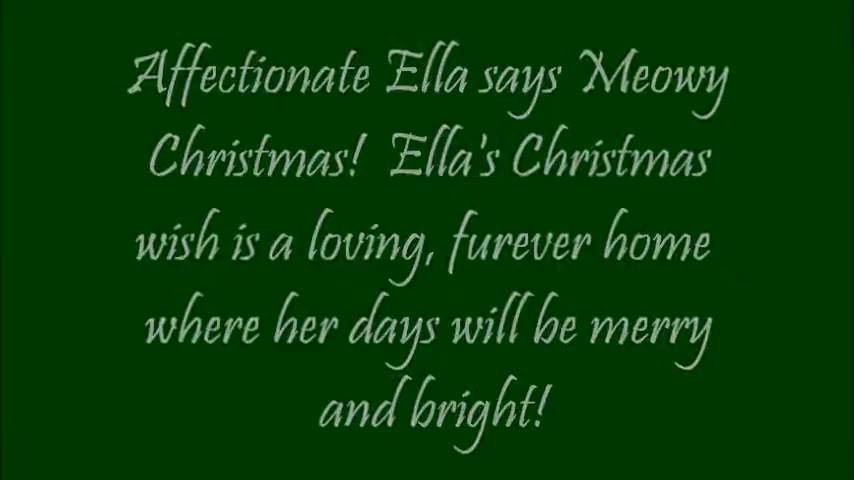 Affectionate Ella says Meowy
Christmas! Ella's Christmas
wish is a loving, furever home
where her days will be merry
and bright!